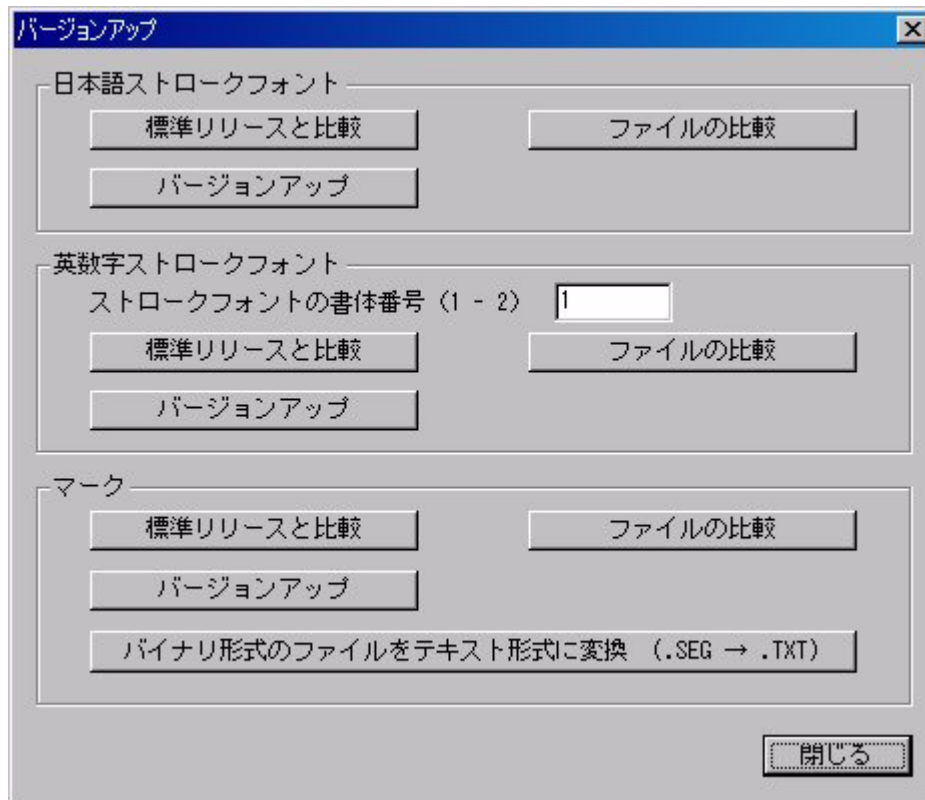 バージョンアップ
日本語ストロークフォント
標準リリースと比較 ファイルの比較
バージョンアップ
英数字ストロークフォント
ストロークフォントの書体番号 (1 - 2) 1
標準リリースと比較 ファイルの比較
バージョンアップ
マーク
標準リリースと比較 ファイルの比較
バージョンアップ
バイナリ形式のファイルをテキスト形式に変換 (.SEG → .TXT)
閉じる